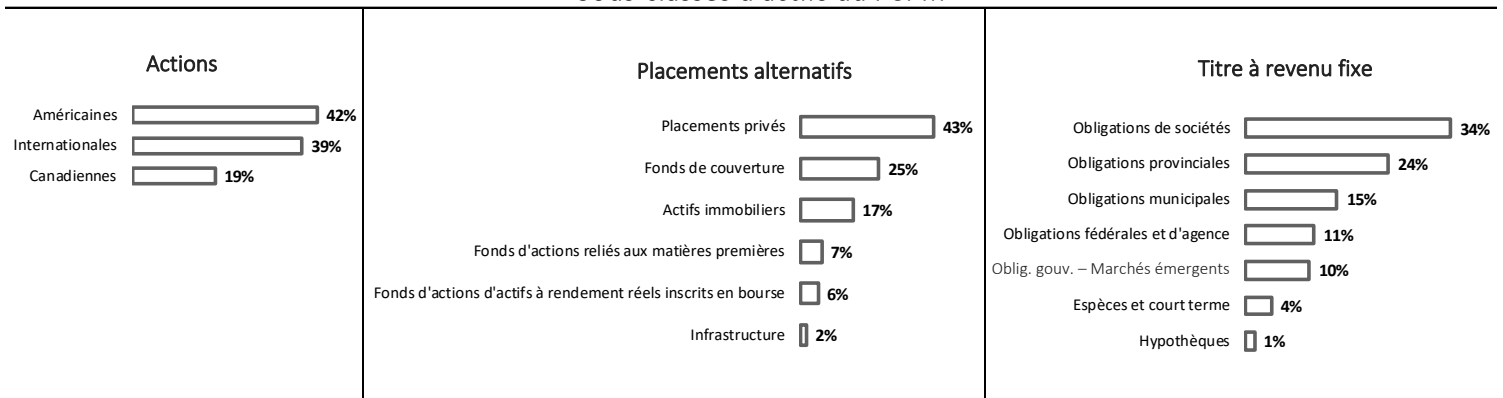 Actions
Américaines 42%
Internationales 39%
Canadiennes 19%
Placements alternatifs
Placements privés 43%
Fonds de couverture 25%
Actifs immobiliers 17%
Fonds d'actions reliés aux matières premières 7%
Fonds d'actions d'actifs à rendement réels inscrits en bourse 6%
Infrastructure 2%
Titre à revenu fixe
Obligations de sociétés 34%
Obligations provinciales 24%
Obligations municipales 15%
Obligations fédérales et d'agence 11%
Oblig. gouv. – Marchés émergents 10%
Espèces et court terme 4%
Hypothèques 1%